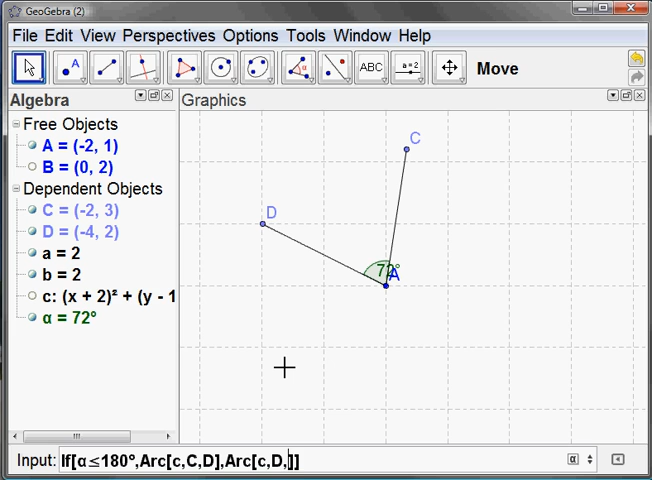 GeoGebra (2)
File Edit View Perspectives Options Tools Window Help
A
ABC
a = 2
Move
Algebra
Graphics
Free Objects
A = (-2, 1)
B = (0, 2)
Dependent Objects
C = (-2, 3)
D = (-4, 2)
a = 2
b = 2
c: (x + 2)² + (y - 1
α = 72°
C
D
72°
A
Input: If[α≤180°,Arc[c,C,D],Arc[c,D,]]
α